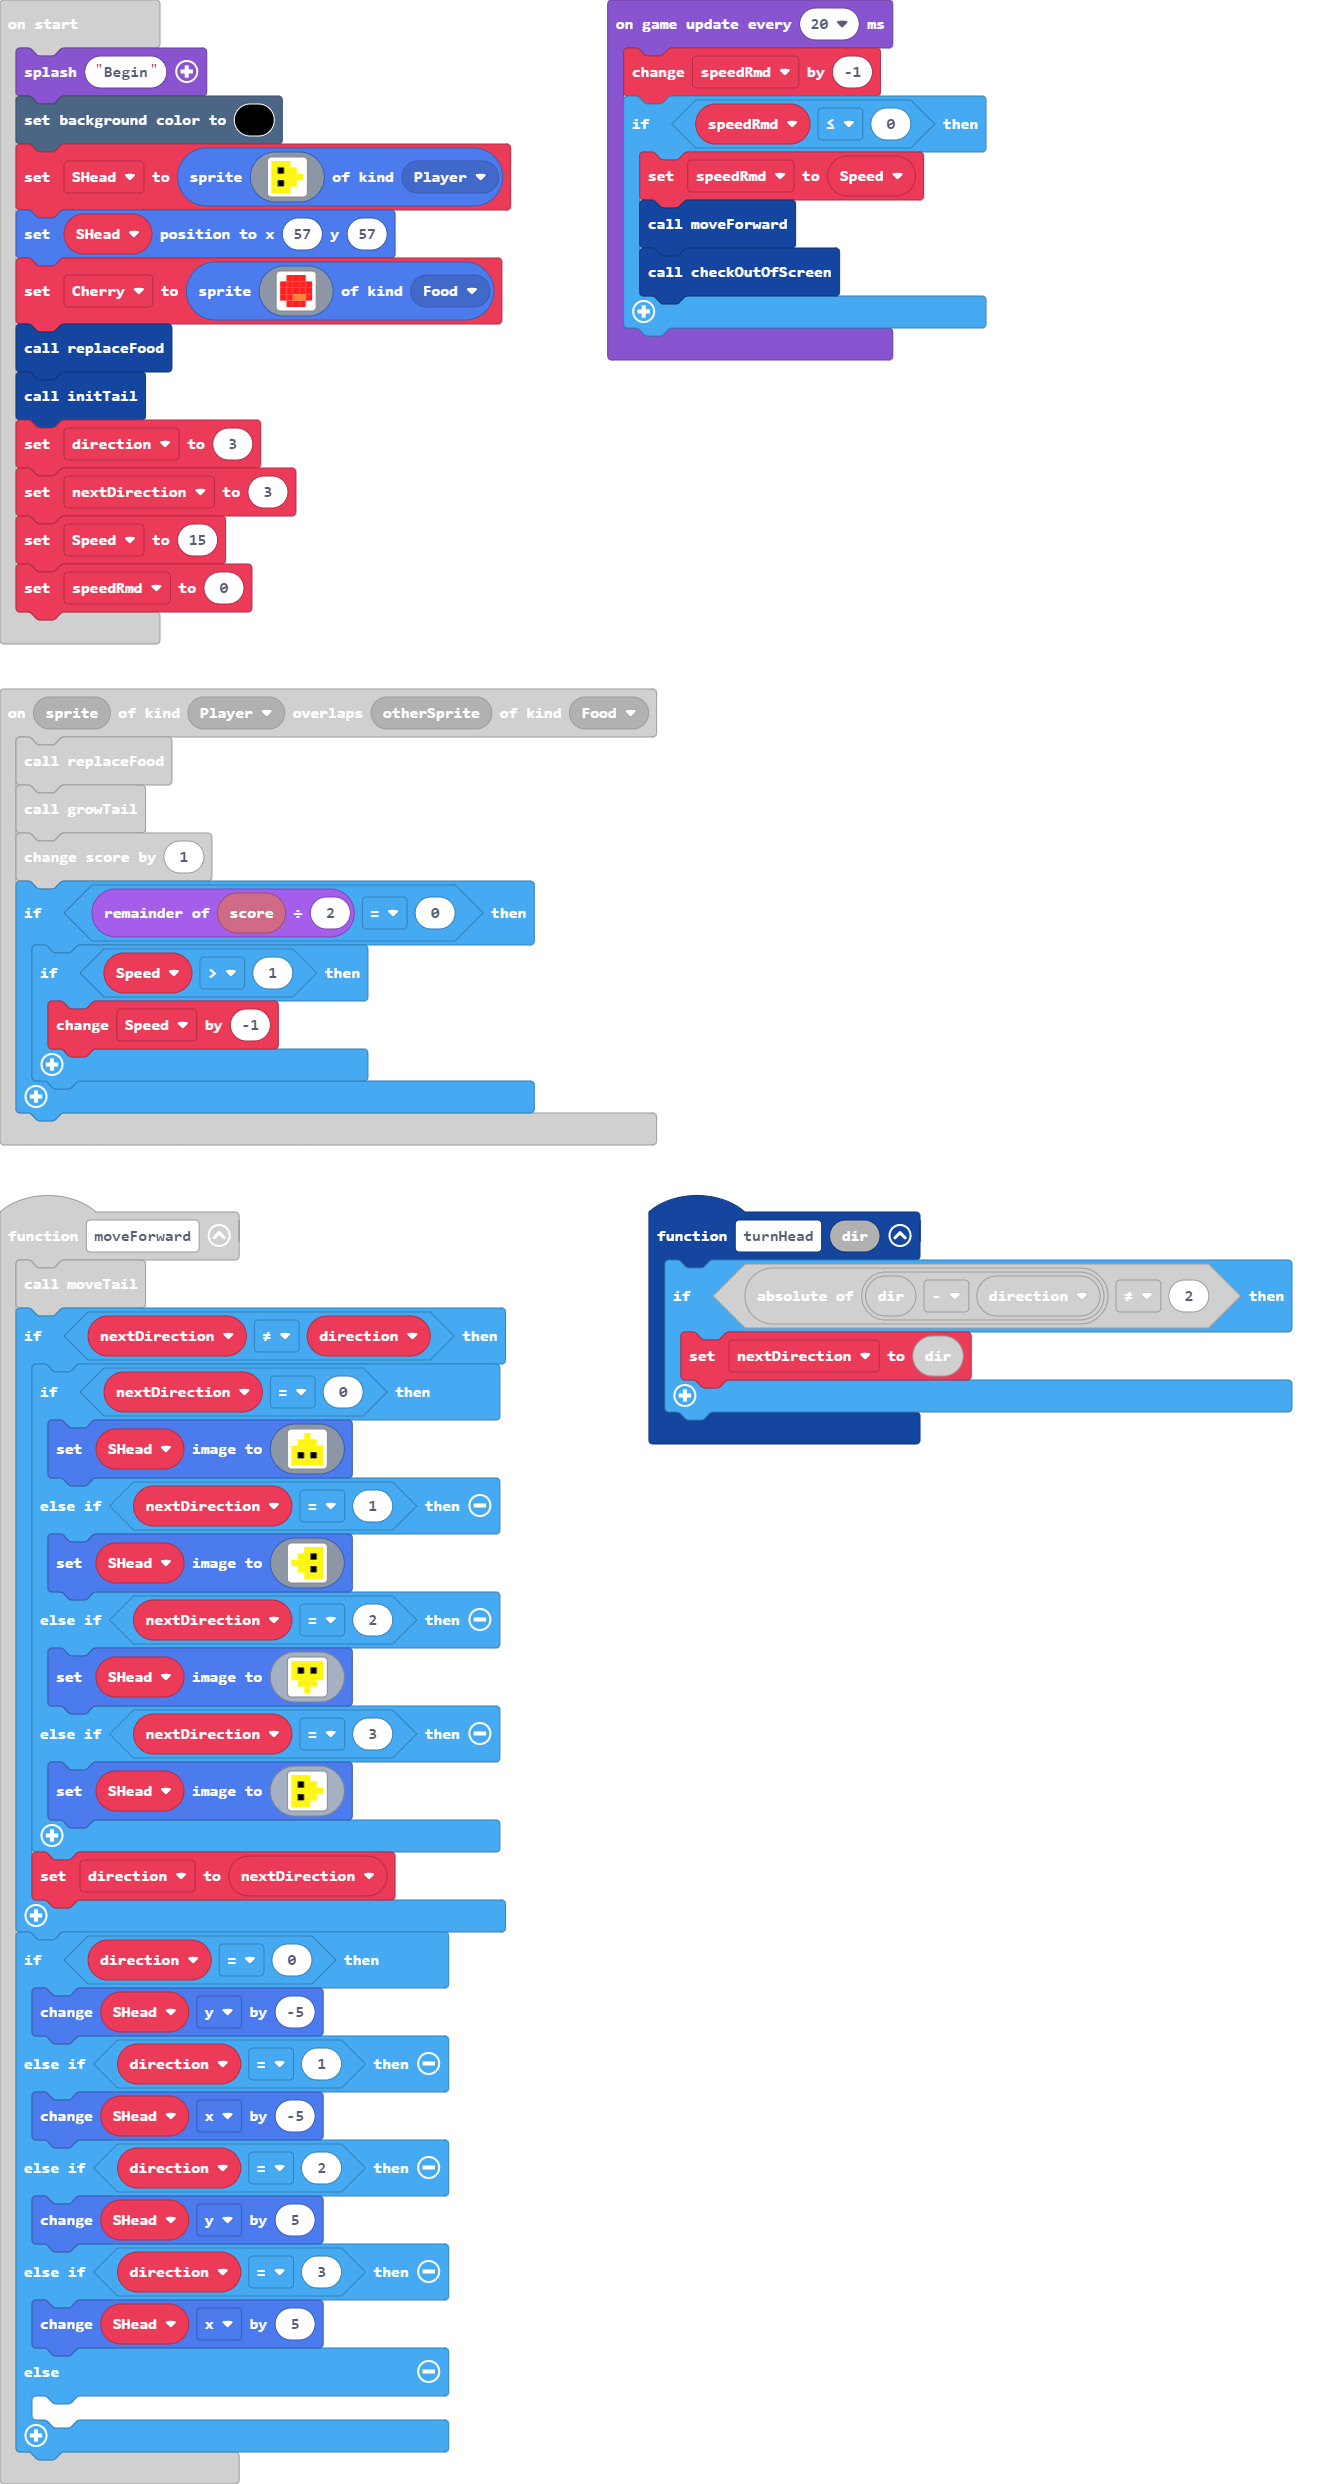 on start
splash "Begin"
set background color to
set SHead to sprite of kind Player
set SHead position to x 57 y 57
set Cherry to sprite of kind Food
call replaceFood
call initTail
set direction to 3
set nextDirection to 3
set Speed to 15
set speedRmd to 0
on game update every 20 ms
change speedRmd by -1
if speedRmd ≤ 0 then
set speedRmd to Speed
call moveForward
call checkOutOfScreen
on sprite of kind Player overlaps otherSprite of kind Food
call replaceFood
call growTail
change score by 1
if remainder of score ÷ 2 = 0 then
if Speed > 1 then
change Speed by -1
function moveForward
call moveTail
if nextDirection ≠ direction then
if nextDirection = 0 then
set SHead image to
else if nextDirection = 1 then
set SHead image to
else if nextDirection = 2 then
set SHead image to
else if nextDirection = 3 then
set SHead image to
set direction to nextDirection
if direction = 0 then
change SHead y by -5
else if direction = 1 then
change SHead x by -5
else if direction = 2 then
change SHead y by 5
else if direction = 3 then
change SHead x by 5
else
function turnHead dir
if absolute of dir - direction ≠ 2 then
set nextDirection to dir